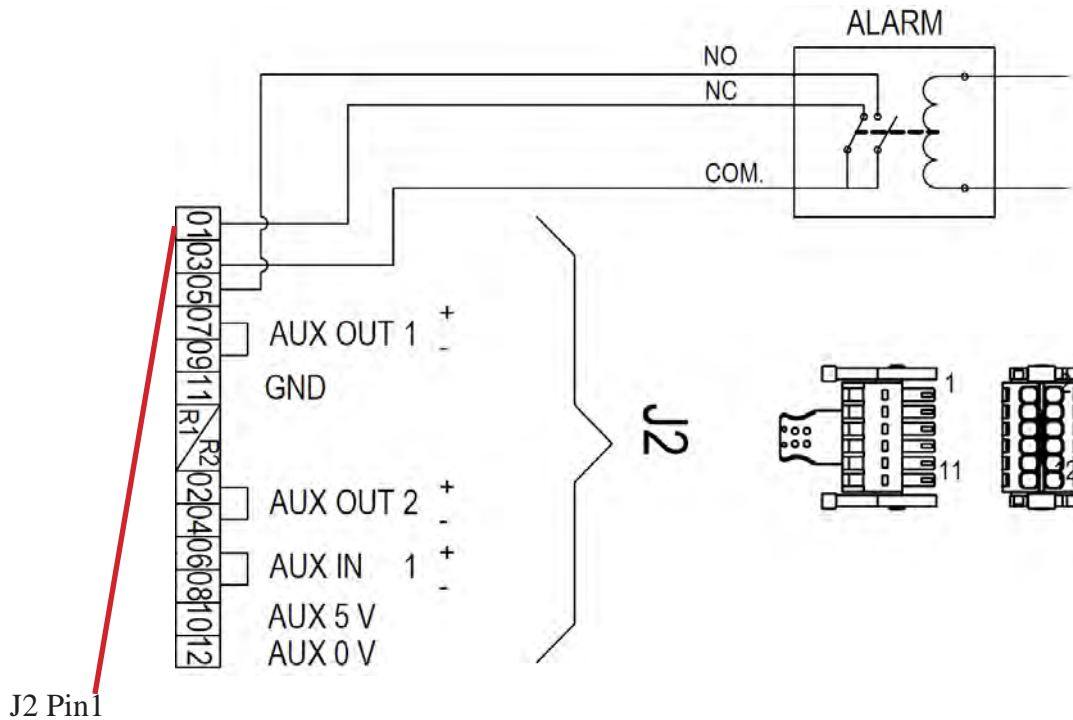 ALARM
NO
NC
COM.
01
03
05
07
09
11
R1
R2
02
04
06
08
10
12
AUX OUT 1 + -
GND
AUX OUT 2 + -
AUX IN 1 + -
AUX 5 V
AUX 0 V
J2
1
11
J2 Pin1